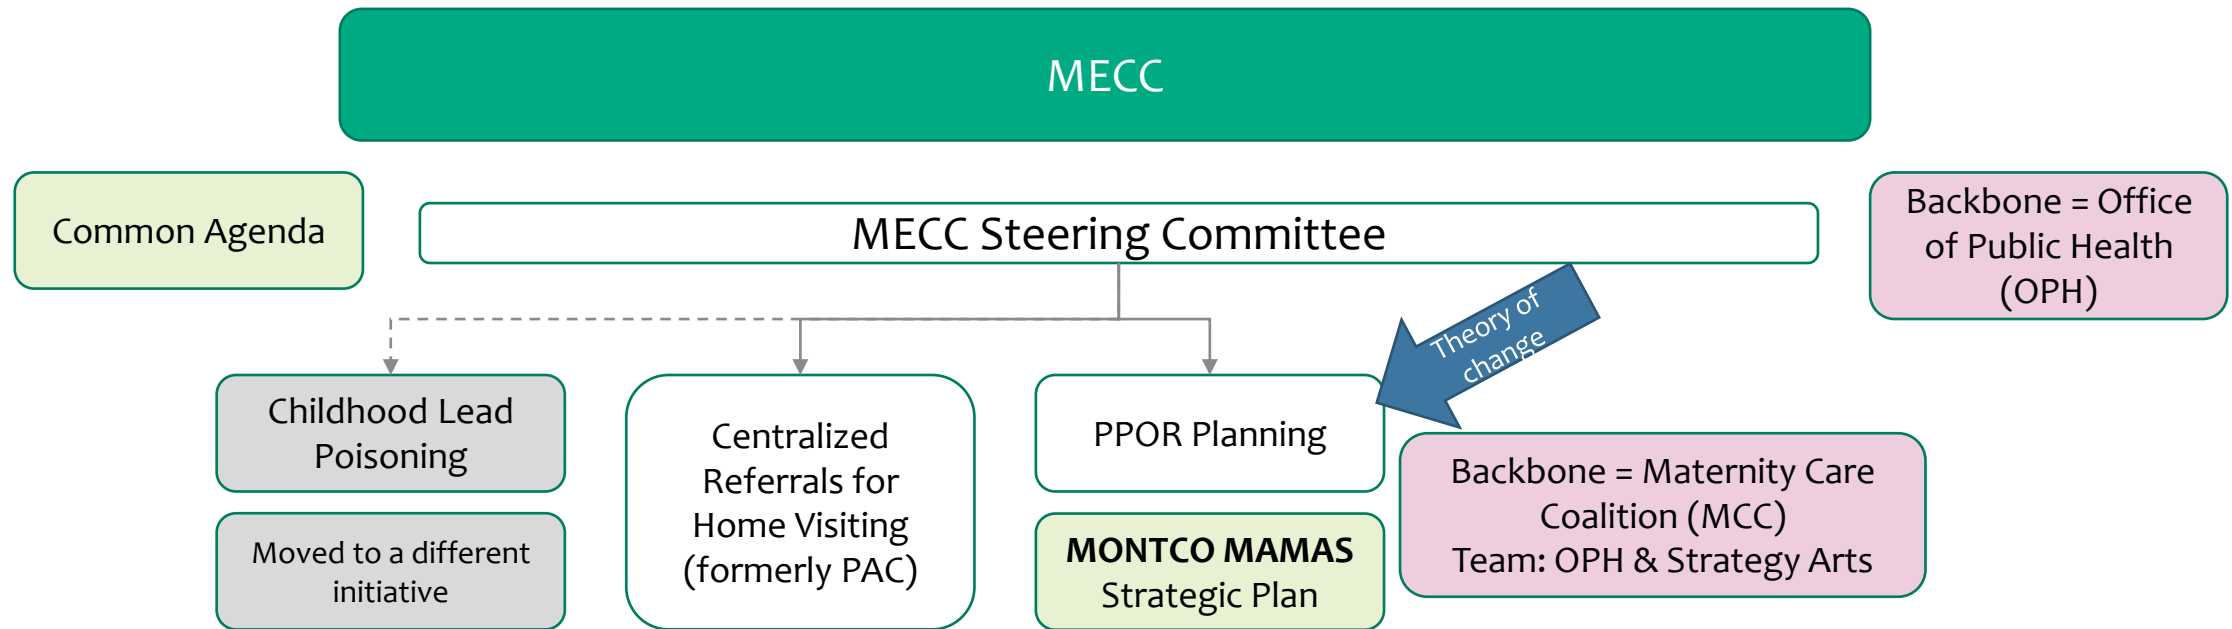 MECC
Common Agenda
MECC Steering Committee
Backbone = Office
of Public Health
(OPH)
Theory of
change
Childhood Lead
Poisoning
Moved to a different
initiative
Centralized
Referrals for
Home Visiting
(formerly PAC)
PPOR Planning
MONTCO MAMAS
Strategic Plan
Backbone = Maternity Care
Coalition (MCC)
Team: OPH & Strategy Arts